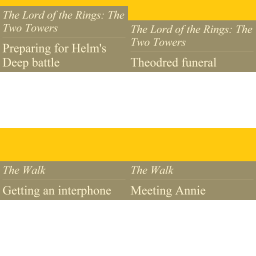 The Lord of the Rings: The
Two Towers
Preparing for Helm's
Deep battle
The Lord of the Rings: The
Two Towers
Theodred funeral
The Walk
Getting an interphone
The Walk
Meeting Annie